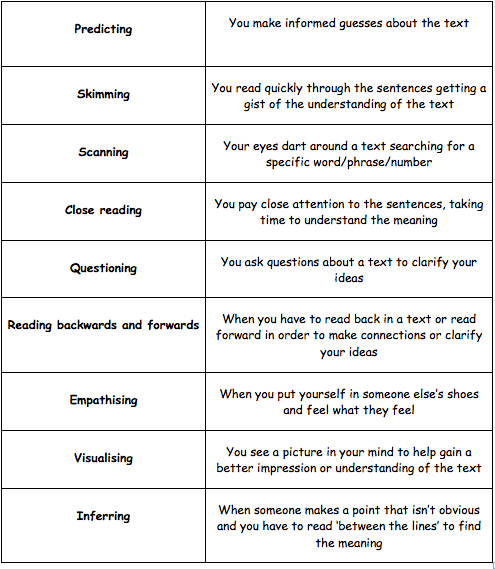 Predicting
You make informed guesses about the text
Skimming
You read quickly through the sentences getting a
gist of the understanding of the text
Scanning
Your eyes dart around a text searching for a
specific word/phrase/number
Close reading
You pay close attention to the sentences, taking
time to understand the meaning
Questioning
You ask questions about a text to clarify your
ideas
Reading backwards and forwards
When you have to read back in a text or read
forward in order to make connections or clarify
your ideas
Empathising
When you put yourself in someone else's shoes
and feel what they feel
Visualising
You see a picture in your mind to help gain a
better impression or understanding of the text
Inferring
When someone makes a point that isn't obvious
and you have to read 'between the lines' to find
the meaning